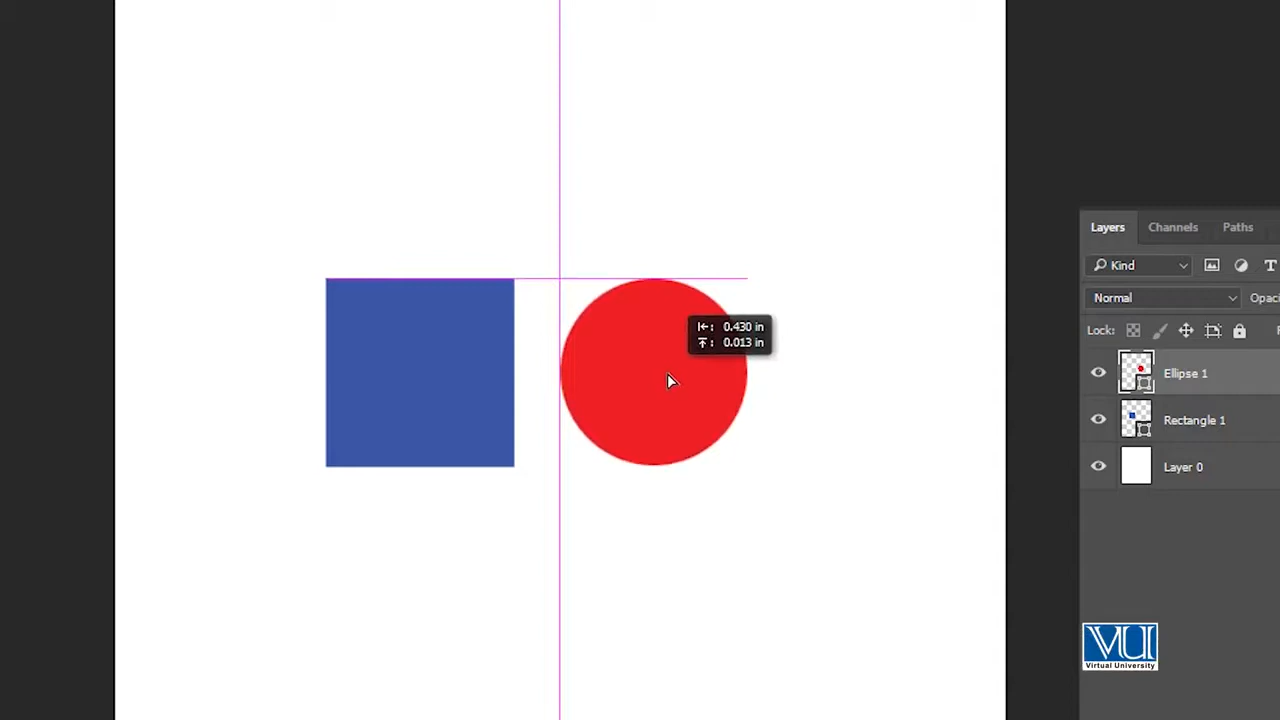 Layers Channels Paths
Kind
T
Normal Opac
Lock:
0.430 in
0.013 in
Ellipse 1
Rectangle 1
Layer 0
VU
Virtual University